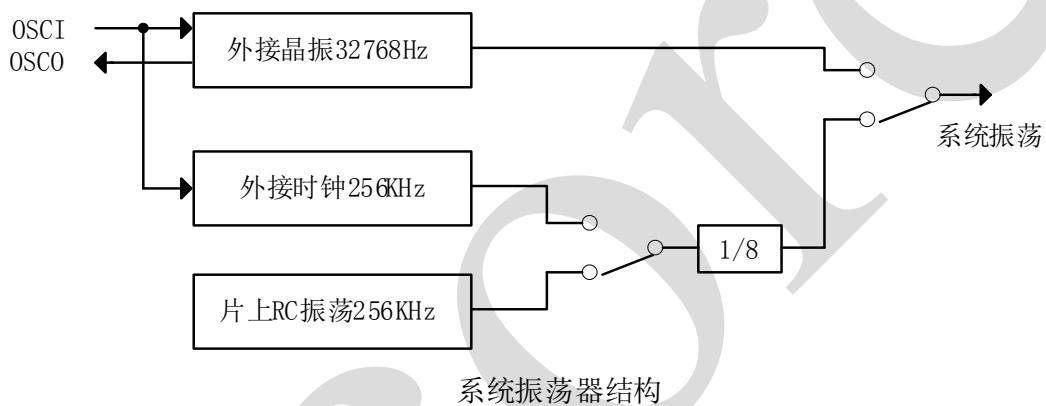 OSCI
OSCO
外接晶振32768Hz
系统振荡
外接时钟256KHz
1/8
片上RC振荡256KHz
系统振荡器结构